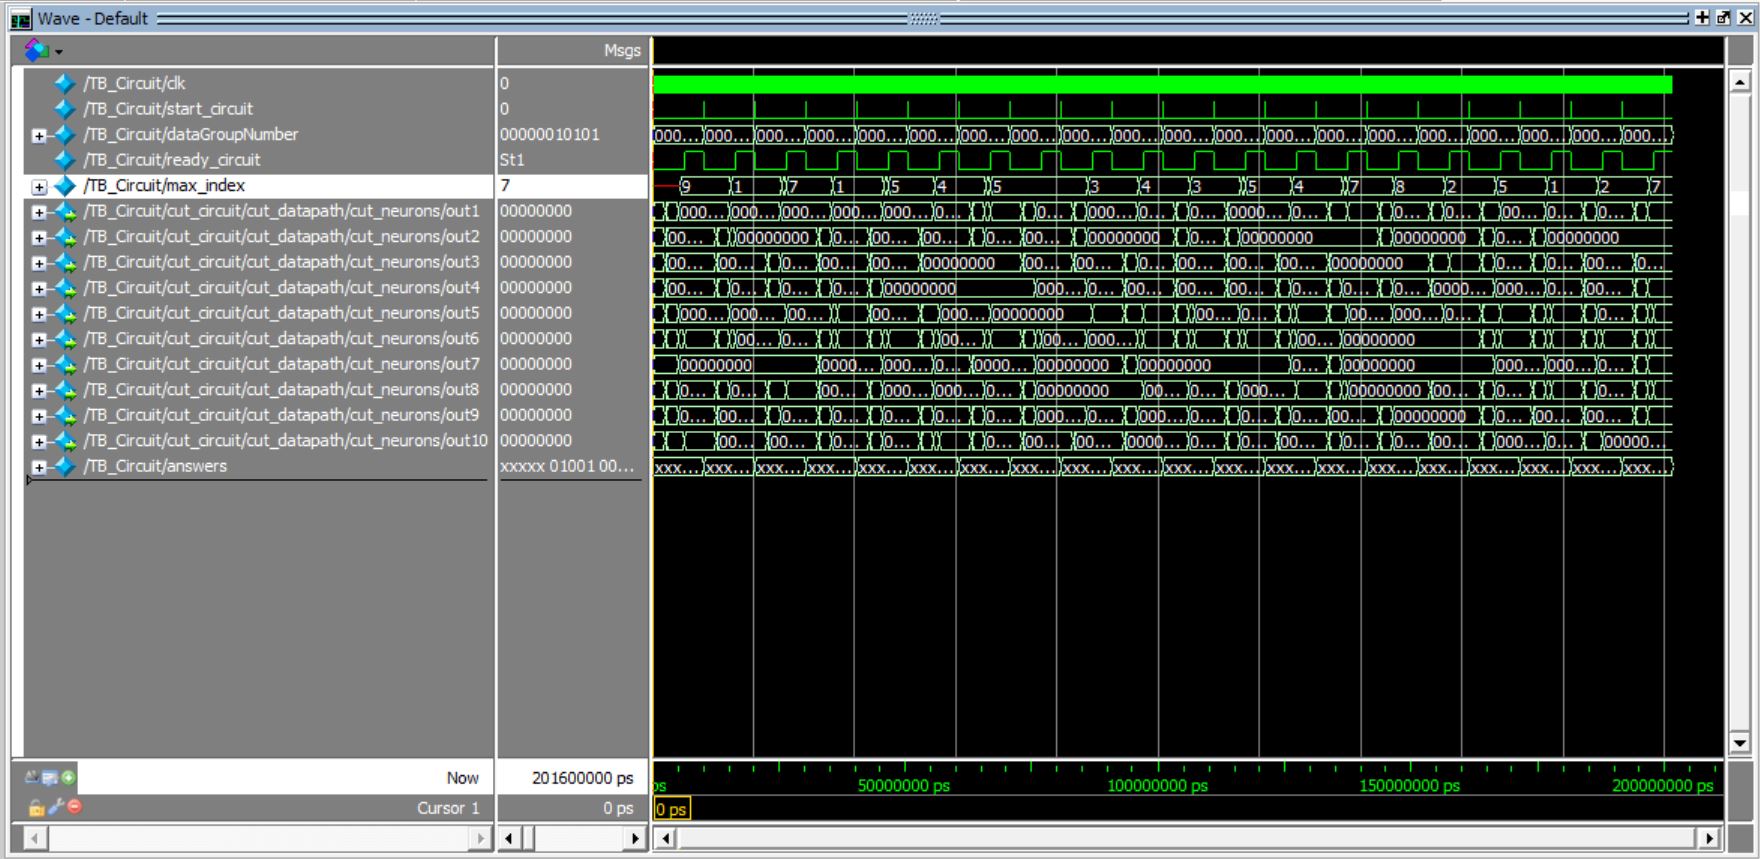 Wave - Default
Msgs
/TB_Circuit/clk 0
/TB_Circuit/start_circuit 0
/TB_Circuit/dataGroupNumber 00000010101 000... 000... 000... 000... 000... 000... 000... 000... 000... 000... 000... 000... 000... 000... 000... 000... 000... 000... 000... 000...
/TB_Circuit/ready_circuit St1
/TB_Circuit/max_index 7 9 1 7 1 5 4 5 3 4 3 5 4 7 8 2 5 1 2 7
/TB_Circuit/cut_circuit/cut_datapath/cut_neurons/out1 00000000 000... 000... 000... 000... 000... 0... 0... 000... 0... 0... 0000... 0... 0... 0... 00... 0...
/TB_Circuit/cut_circuit/cut_datapath/cut_neurons/out2 00000000 00... 00000000 0... 00... 00... 0... 00... 00000000 0... 00000000 00000000 0... 00000000
/TB_Circuit/cut_circuit/cut_datapath/cut_neurons/out3 00000000 00... 00... 0... 00... 00... 00000000 00... 00... 0... 00... 00... 00... 00000000 0... 0... 00... 0...
/TB_Circuit/cut_circuit/cut_datapath/cut_neurons/out4 00000000 00... 0... 0... 0... 00000000 000... 0... 00... 00... 00... 0... 0... 0... 0000... 000... 0... 00...
/TB_Circuit/cut_circuit/cut_datapath/cut_neurons/out5 00000000 000... 000... 00... 00... 000... 00000000 00... 0... 00... 000... 0... 0...
/TB_Circuit/cut_circuit/cut_datapath/cut_neurons/out6 00000000 00... 0... 00... 00... 000... 00... 00000000
/TB_Circuit/cut_circuit/cut_datapath/cut_neurons/out7 00000000 00000000 0000... 000... 0... 0000... 00000000 00000000 0... 00000000 000... 000... 0...
/TB_Circuit/cut_circuit/cut_datapath/cut_neurons/out8 00000000 0... 0... 00... 000... 000... 0... 00000000 00... 0... 000... 00000000 00... 0... 0... 0...
/TB_Circuit/cut_circuit/cut_datapath/cut_neurons/out9 00000000 0... 0... 0... 0... 0... 0... 0... 000... 0... 000... 0... 0... 00... 00000000 0... 00... 00...
/TB_Circuit/cut_circuit/cut_datapath/cut_neurons/out10 00000000 00... 00... 0... 0... 0... 00... 00... 0000... 0... 0... 00... 0... 0... 00... 000... 0... 00000...
/TB_Circuit/answers xxxxx 01001 00... xxx... xxx... xxx... xxx... xxx... xxx... xxx... xxx... xxx... xxx... xxx... xxx... xxx... xxx... xxx... xxx... xxx... xxx... xxx... xxx...
Now 201600000 ps ps 50000000 ps 100000000 ps 150000000 ps 200000000 ps
Cursor 1 0 ps 0 ps